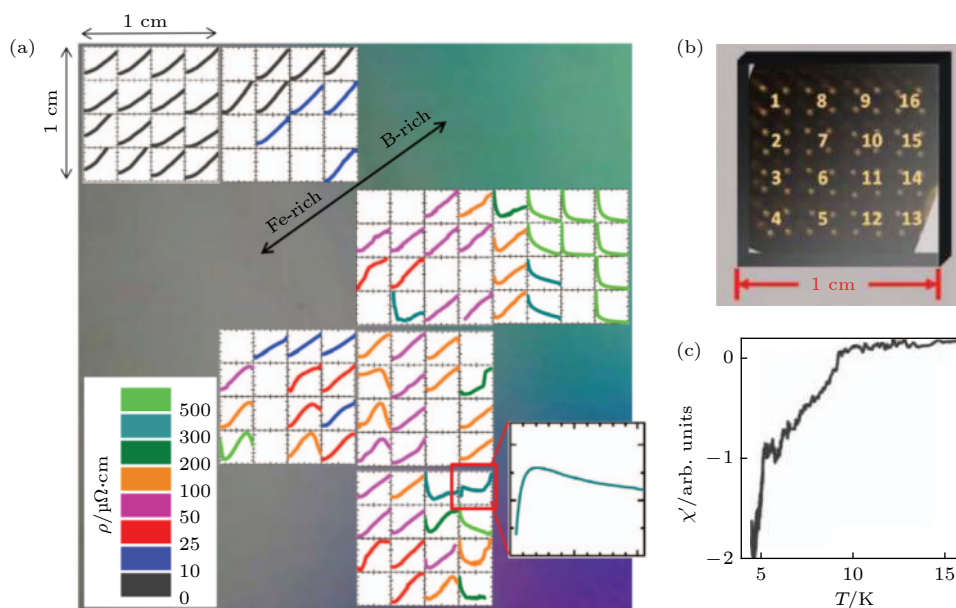 (a)
1 cm
1 cm
B-rich
Fe-rich
ρ/μΩ·cm
500
300
200
100
50
25
10
0
(b)
1 8 9 16
2 7 10 15
3 6 11 14
4 5 12 13
1 cm
(c)
χ′/arb. units
0
−1
−2
5
10
15
T/K